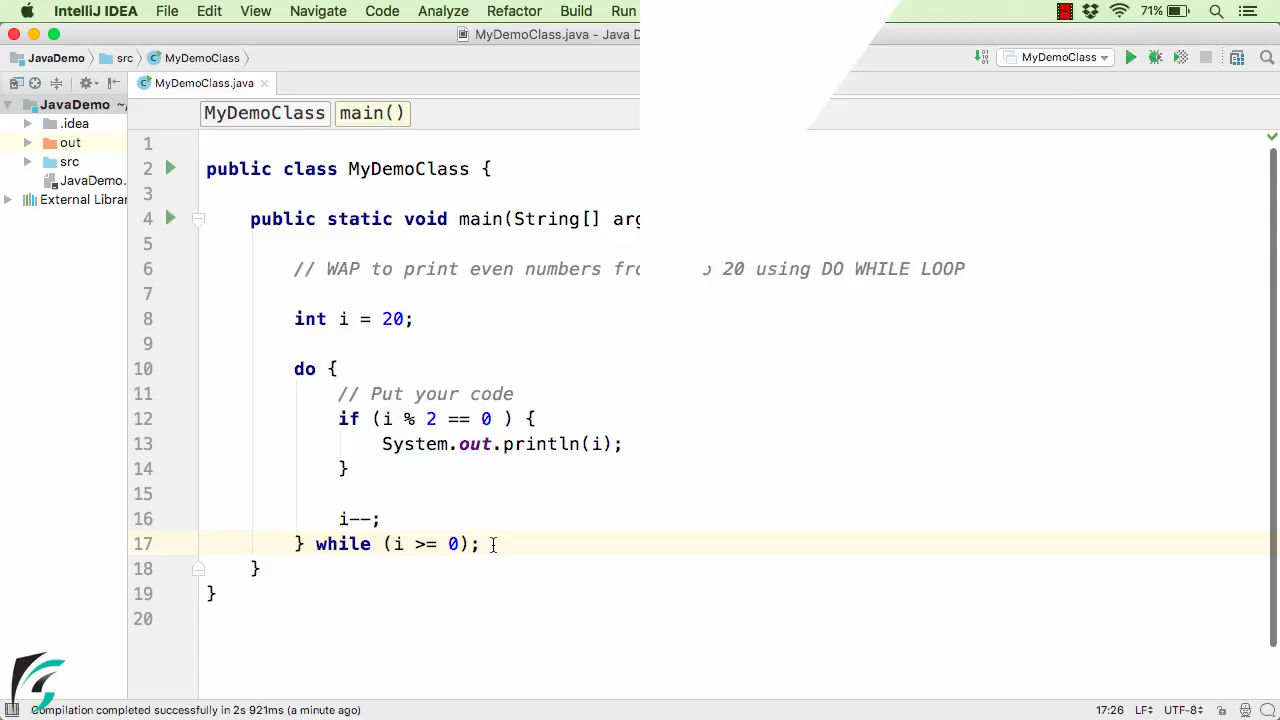 IntelliJ IDEA File Edit View Navigate Code Analyze Refactor Build Run 71%
MyDemoClass.java - Java
JavaDemo src MyDemoClass MyDemoClass
MyDemoClass.java
JavaDemo
MyDemoClass main()
.idea
out
src
JavaDemo.
External
1
2 public class MyDemoClass {
3
4 public static void main(String[]
5
6 // WAP to print even numbers 20 using DO WHILE LOOP
7
8 int i = 20;
9
10 do {
11 // Put your code
12 if (i % 2 == 0 ) {
13 System.out.println(i);
14 }
15
16 i--;
17 } while (i >= 0);
18 }
19 }
20
Compilation completed successfully in 2s 921ms (a minute ago) 17:26 LF UTF-8